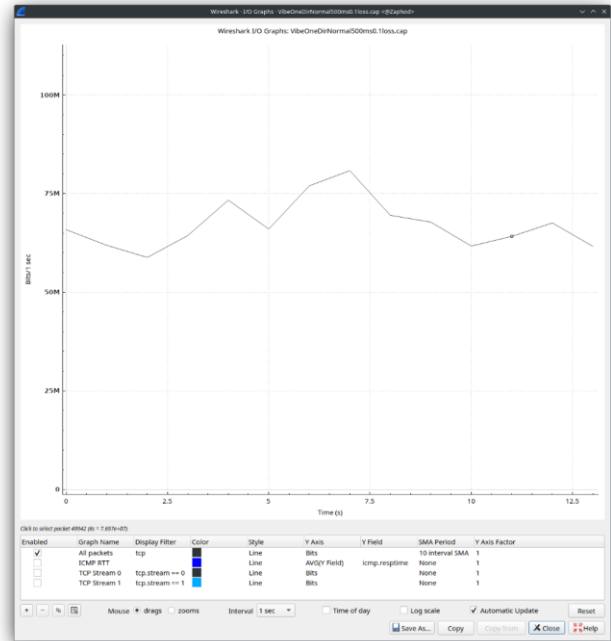 Wireshark · I/O Graphs · VibeOneDirNormal500ms0.1loss.cap <@Zaphod>
Wireshark I/O Graphs: VibeOneDirNormal500ms0.1loss.cap
100M
75M
50M
25M
0
Bits/1 sec
0 2.5 5 7.5 10 12.5
Time (s)
Click to select packet 49942 (6s = 7.697e+07).
Enabled Graph Name Display Filter Color Style Y Axis Y Field SMA Period Y Axis Factor
All packets tcp Line Bits 10 interval SMA 1
ICMP RTT Line AVG(Y Field) icmp.resptime None 1
TCP Stream 0 tcp.stream == 0 Line Bits None 1
TCP Stream 1 tcp.stream == 1 Line Bits None 1
Mouse drags zooms Interval 1 sec Time of day Log scale Automatic Update Reset
Save As... Copy Copy from Close Help